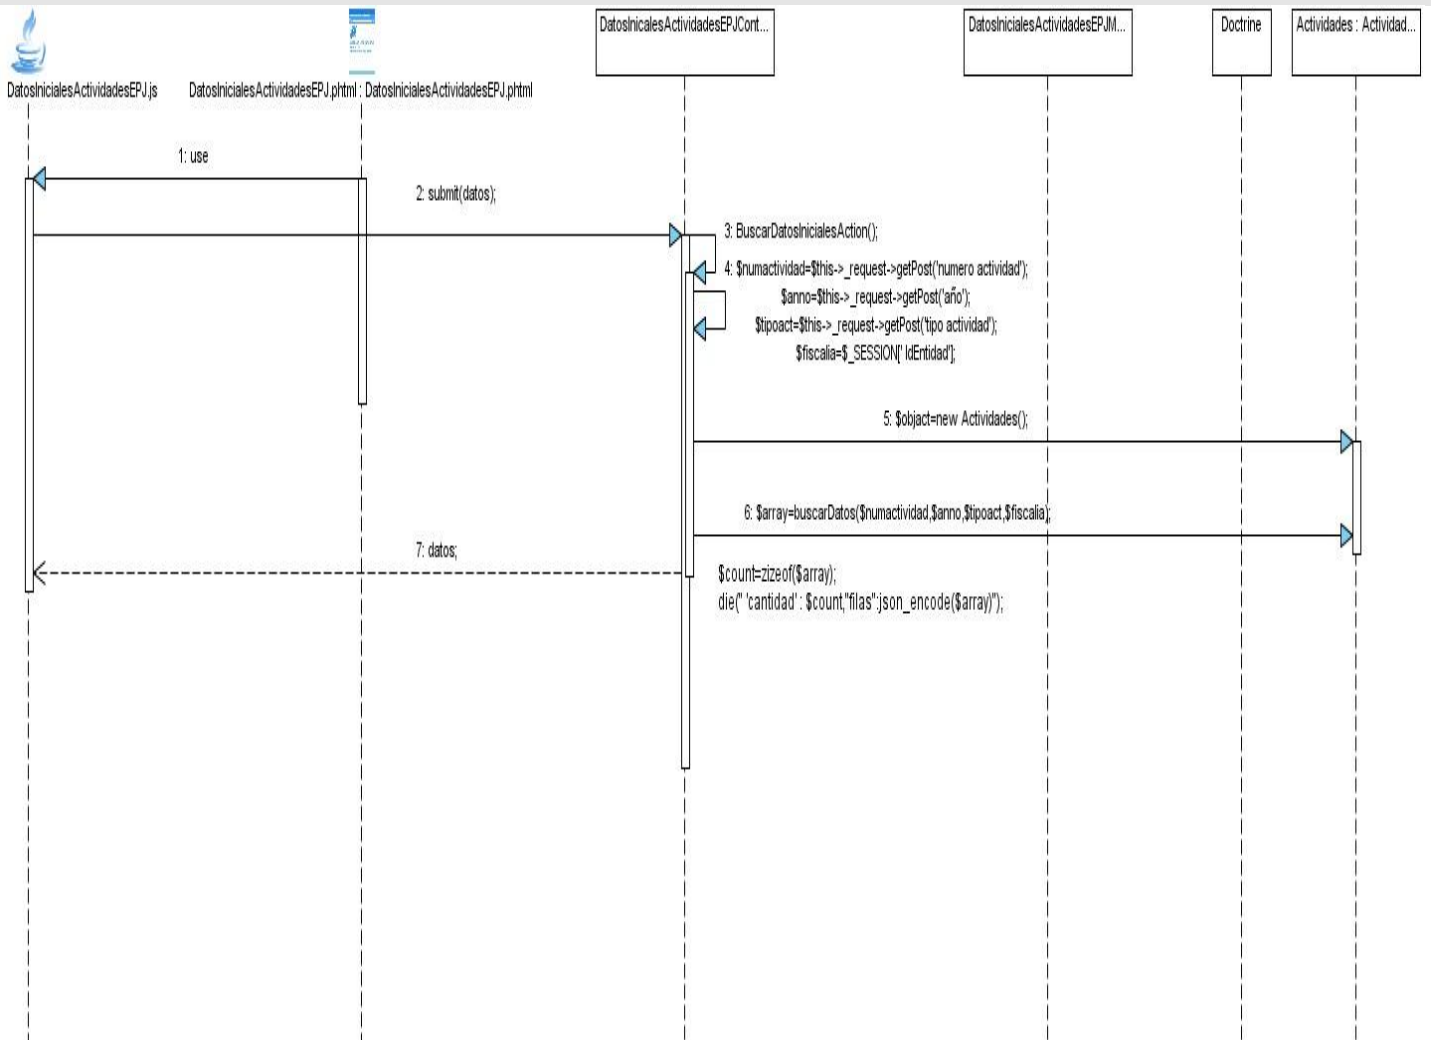 DatosInicalesActividadesEPJCont...
DatosInicialesActividadesEPJM...
Doctrine
Actividades : Actividad...
DatosInicialesActividadesEPJ.js
DatosInicialesActividadesEPJ.phtml : DatosInicialesActividadesEPJ.phtml
1: use
2: submit(datos);
3: BuscarDatosInicialesAction();
4: $numactividad=$this->_request->getPost('numero actividad');
$anno=$this->_request->getPost('año');
$tipoact=$this->_request->getPost('tipo actividad');
$fiscalia=$_SESSION[' IdEntidad'];
5: $objact=new Actividades();
6: $array=buscarDatos($numactividad,$anno,$tipoact,$fiscalia);
7: datos;
$count=zizeof($array);
die(" 'cantidad' : $count,"filas":json_encode($array)");